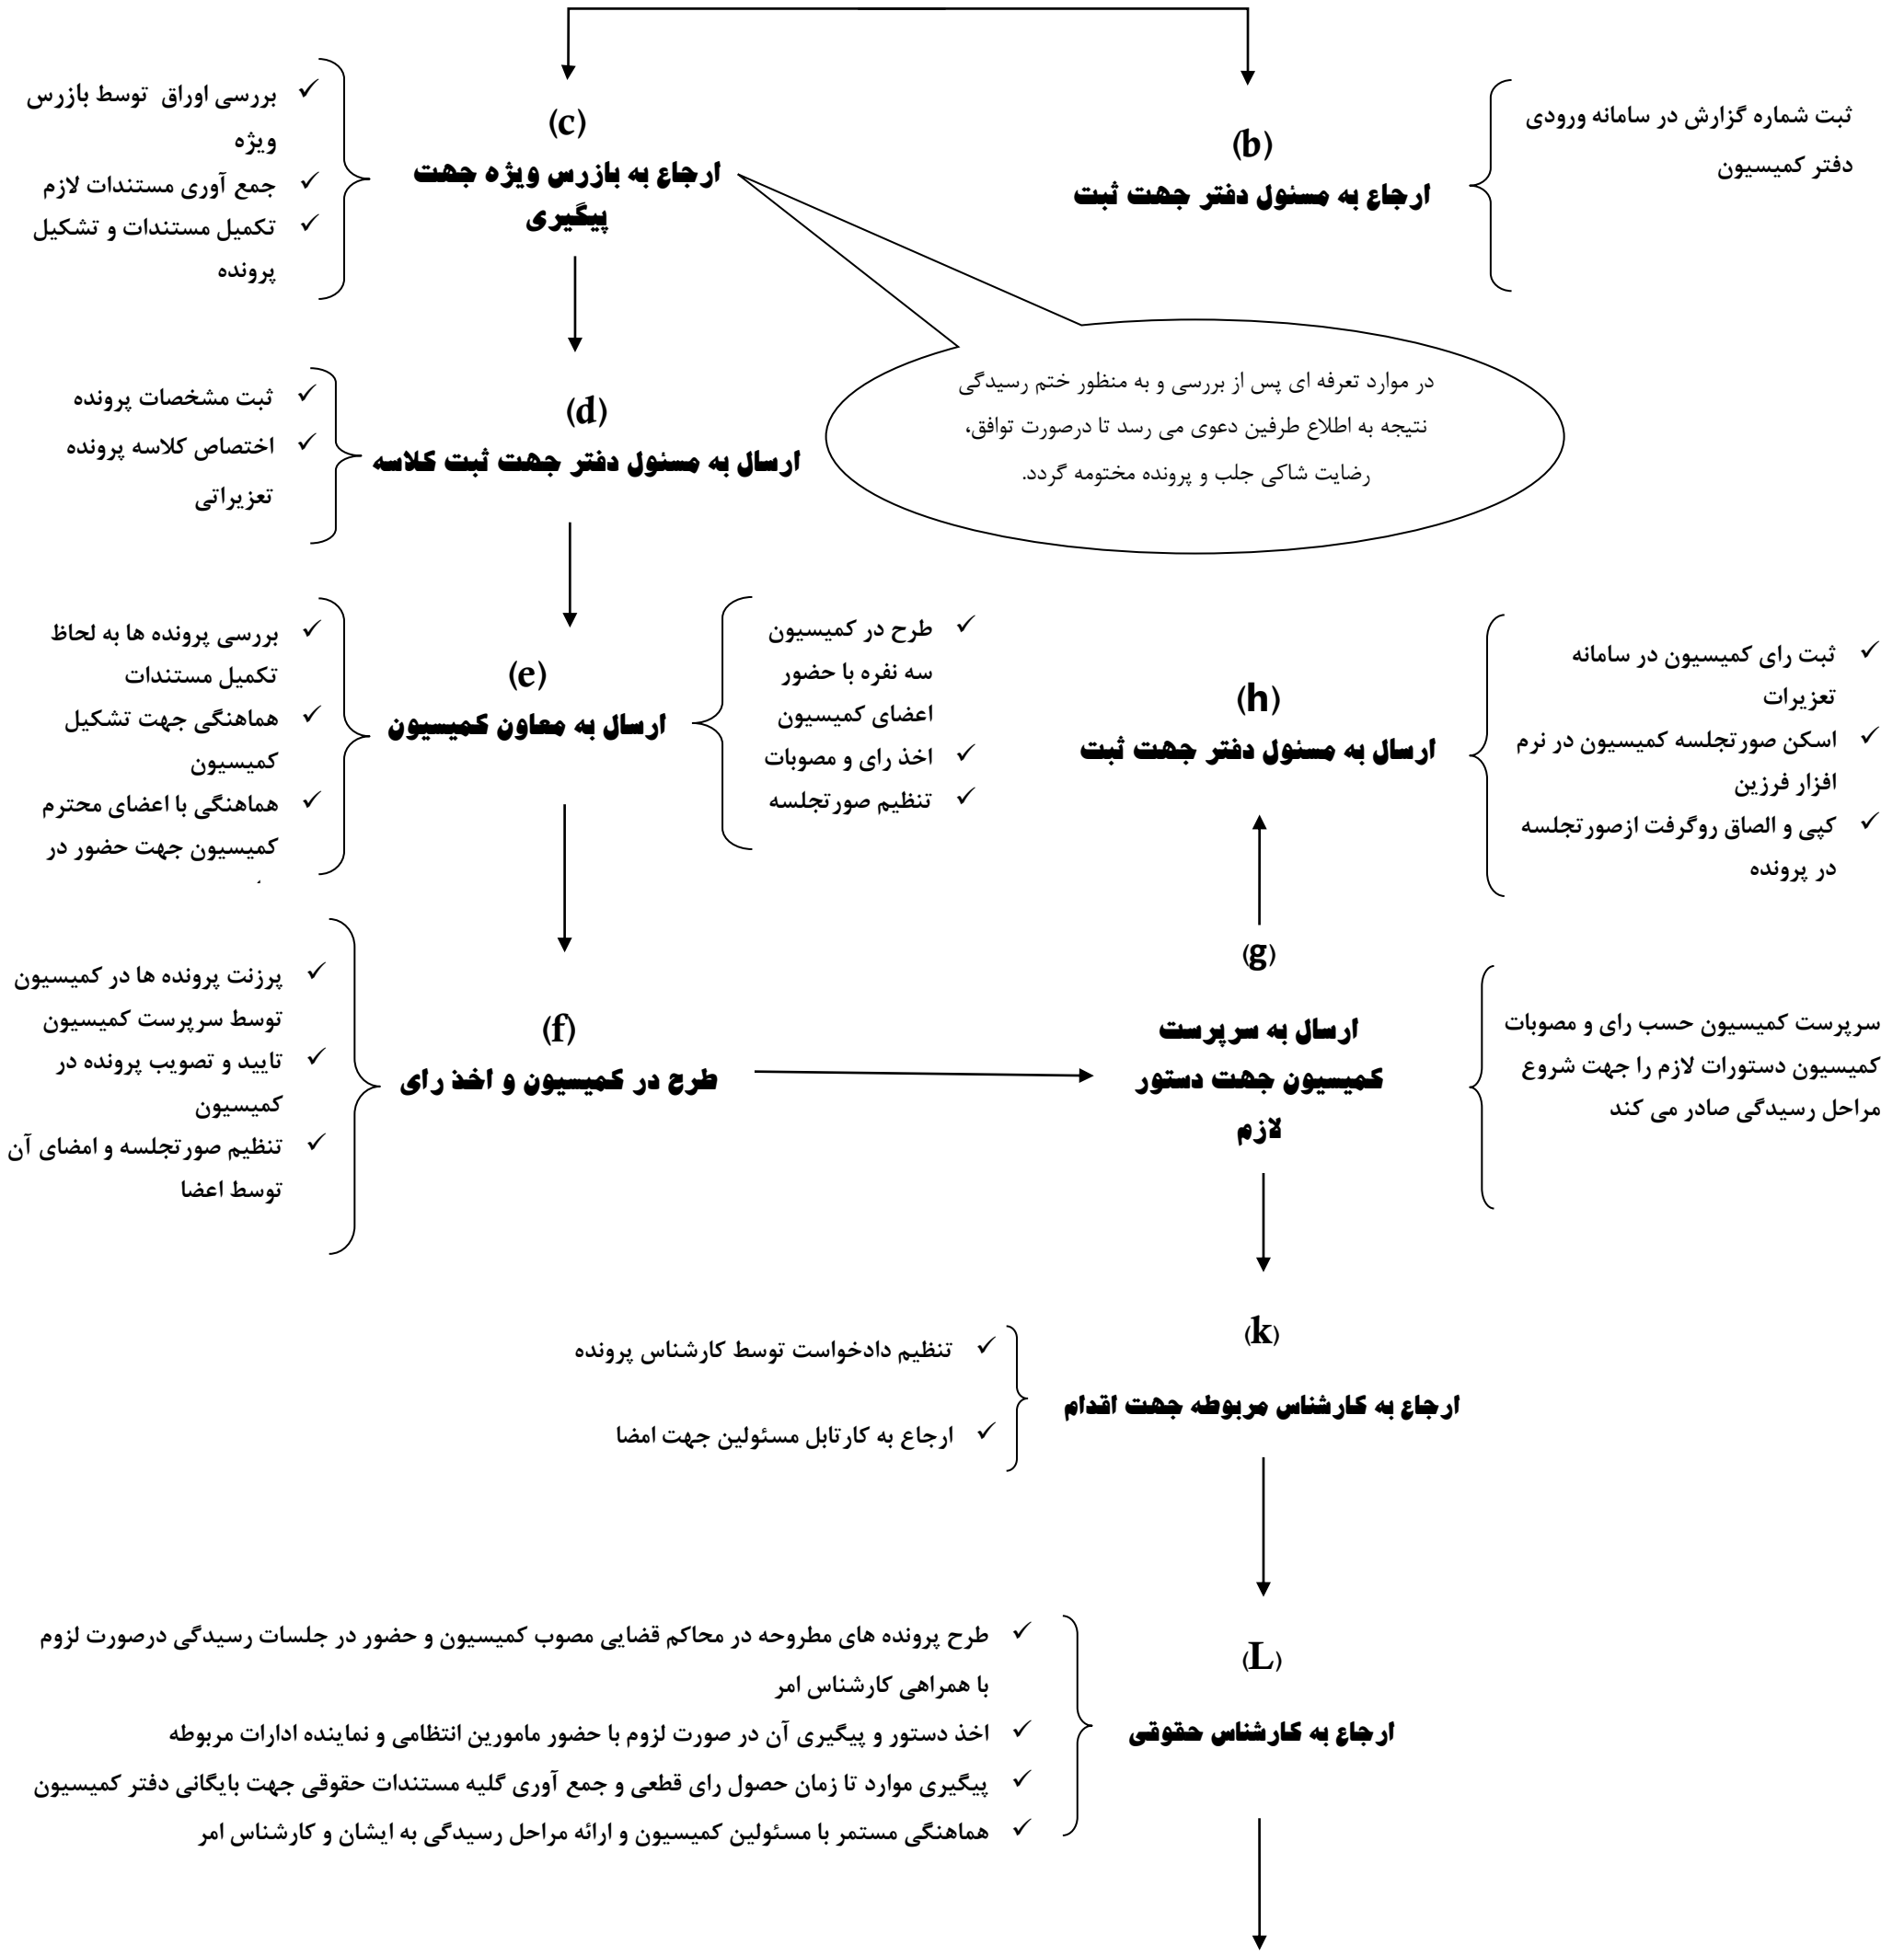 (b)
ارجاع به مسئول دفتر جهت ثبت
ثبت شماره گزارش در سامانه ورودی
دفتر کمیسیون
(c)
ارجاع به بازرس ویژه جهت
پیگیری
✓ بررسی اوراق توسط بازرس
ویژه
✓ جمع آوری مستندات لازم
✓ تکمیل مستندات و تشکیل
پرونده
در موارد تعرفه ای پس از بررسی و به منظور ختم رسیدگی
نتیجه به اطلاع طرفین دعوی می رسد تا درصورت توافق،
رضایت شاکی جلب و پرونده مختومه گردد.
(d)
ارسال به مسئول دفتر جهت ثبت کلاسه
✓ ثبت مشخصات پرونده
✓ اختصاص کلاسه پرونده
تعزیراتی
(e)
ارسال به معاون کمیسیون
✓ طرح در کمیسیون
سه نفره با حضور
اعضای کمیسیون
✓ اخذ رای و مصوبات
✓ تنظیم صورتجلسه
✓ بررسی پرونده ها به لحاظ
تکمیل مستندات
✓ هماهنگی جهت تشکیل
کمیسیون
✓ هماهنگی با اعضای محترم
کمیسیون جهت حضور در
(h)
ارسال به مسئول دفتر جهت ثبت
✓ ثبت رای کمیسیون در سامانه
تعزیرات
✓ اسکن صورتجلسه کمیسیون در نرم
افزار فرزین
✓ کپی و الصاق روگرفت ازصورتجلسه
در پرونده
(g)
ارسال به سرپرست
کمیسیون جهت دستور
لازم
سرپرست کمیسیون حسب رای و مصوبات
کمیسیون دستورات لازم را جهت شروع
مراحل رسیدگی صادر می کند
(f)
طرح در کمیسیون و اخذ رای
✓ پرزنت پرونده ها در کمیسیون
توسط سرپرست کمیسیون
✓ تایید و تصویب پرونده در
کمیسیون
✓ تنظیم صورتجلسه و امضای آن
توسط اعضا
(k)
ارجاع به کارشناس مربوطه جهت اقدام
✓ تنظیم دادخواست توسط کارشناس پرونده
✓ ارجاع به کارتابل مسئولین جهت امضا
(L)
ارجاع به کارشناس حقوقی
✓ طرح پرونده های مطروحه در محاکم قضایی مصوب کمیسیون و حضور در جلسات رسیدگی درصورت لزوم
با همراهی کارشناس امر
✓ اخذ دستور و پیگیری آن در صورت لزوم با حضور مامورین انتظامی و نماینده ادارات مربوطه
✓ پیگیری موارد تا زمان حصول رای قطعی و جمع آوری گلیه مستندات حقوقی جهت بایگانی دفتر کمیسیون
✓ هماهنگی مستمر با مسئولین کمیسیون و ارائه مراحل رسیدگی به ایشان و کارشناس امر